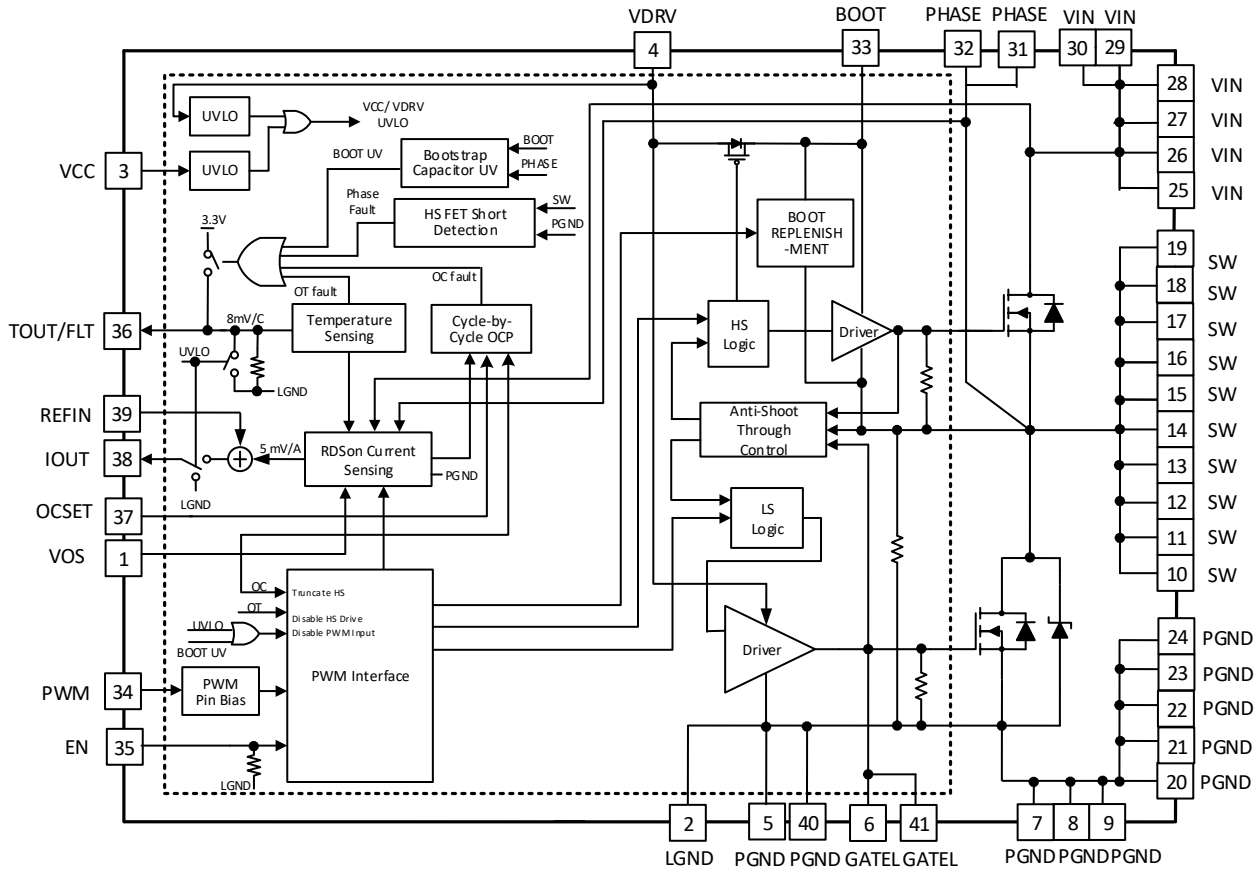 VDRV
BOOT
PHASE
PHASE
VIN
VIN
4
33
32
31
30
29
28
VIN
27
VIN
26
VIN
25
VIN
UVLO
VCC/ VDRV
UVLO
VCC
3
UVLO
BOOT UV
Bootstrap
Capacitor UV
BOOT
PHASE
Phase
Fault
HS FET Short
Detection
SW
PGND
3.3V
BOOT
REPLENISH
-MENT
OC fault
OT fault
TOUT/FLT
36
8mV/C
Temperature
Sensing
Cycle-by-
Cycle OCP
HS
Logic
Driver
UVLO
LGND
REFIN
39
IOUT
38
5 mV/A
RDSon Current
Sensing
PGND
LGND
Anti-Shoot
Through
Control
OCSET
37
VOS
1
LS
Logic
19
SW
18
SW
17
SW
16
SW
15
SW
14
SW
13
SW
12
SW
11
SW
10
SW
OC
Truncate HS
OT
Disable HS Drive
UVLO
Disable PWM Input
BOOT UV
PWM Interface
Driver
PWM
34
PWM
Pin Bias
EN
35
LGND
24
PGND
23
PGND
22
PGND
21
PGND
20
PGND
2
5
40
6
41
7
8
9
LGND
PGND
PGND
GATEL
GATEL
PGND
PGND
PGND